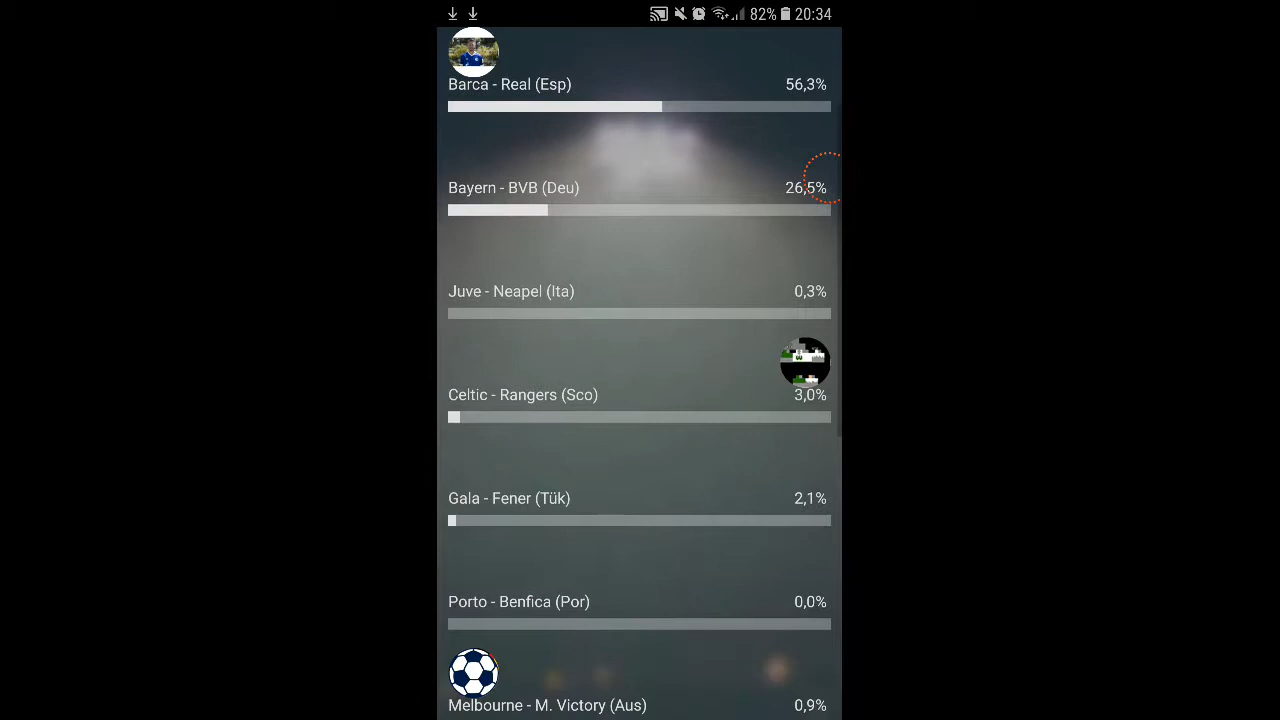 82% 20:34
Barca - Real (Esp) 56,3%
Bayern - BVB (Deu) 26,5%
Juve - Neapel (Ita) 0,3%
Celtic - Rangers (Sco) 3,0%
Gala - Fener (Tük) 2,1%
Porto - Benfica (Por) 0,0%
Melbourne - M. Victory (Aus) 0,9%